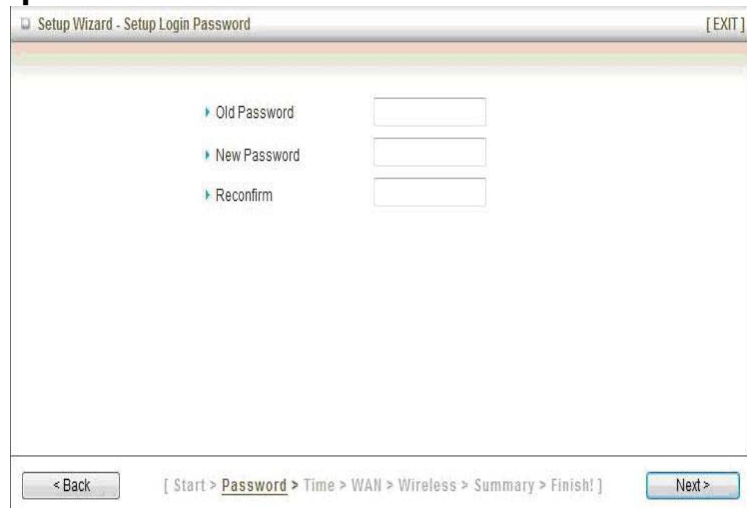 Setup Wizard - Setup Login Password [ EXIT ]
Old Password
New Password
Reconfirm
< Back [ Start > Password > Time > WAN > Wireless > Summary > Finish! ] Next >